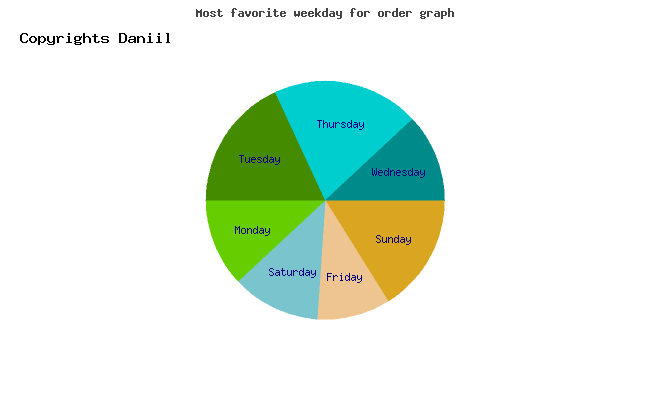 Most favorite weekday for order graph
Copyrights Daniil
Thursday
Tuesday
Wednesday
Monday
Sunday
Saturday
Friday